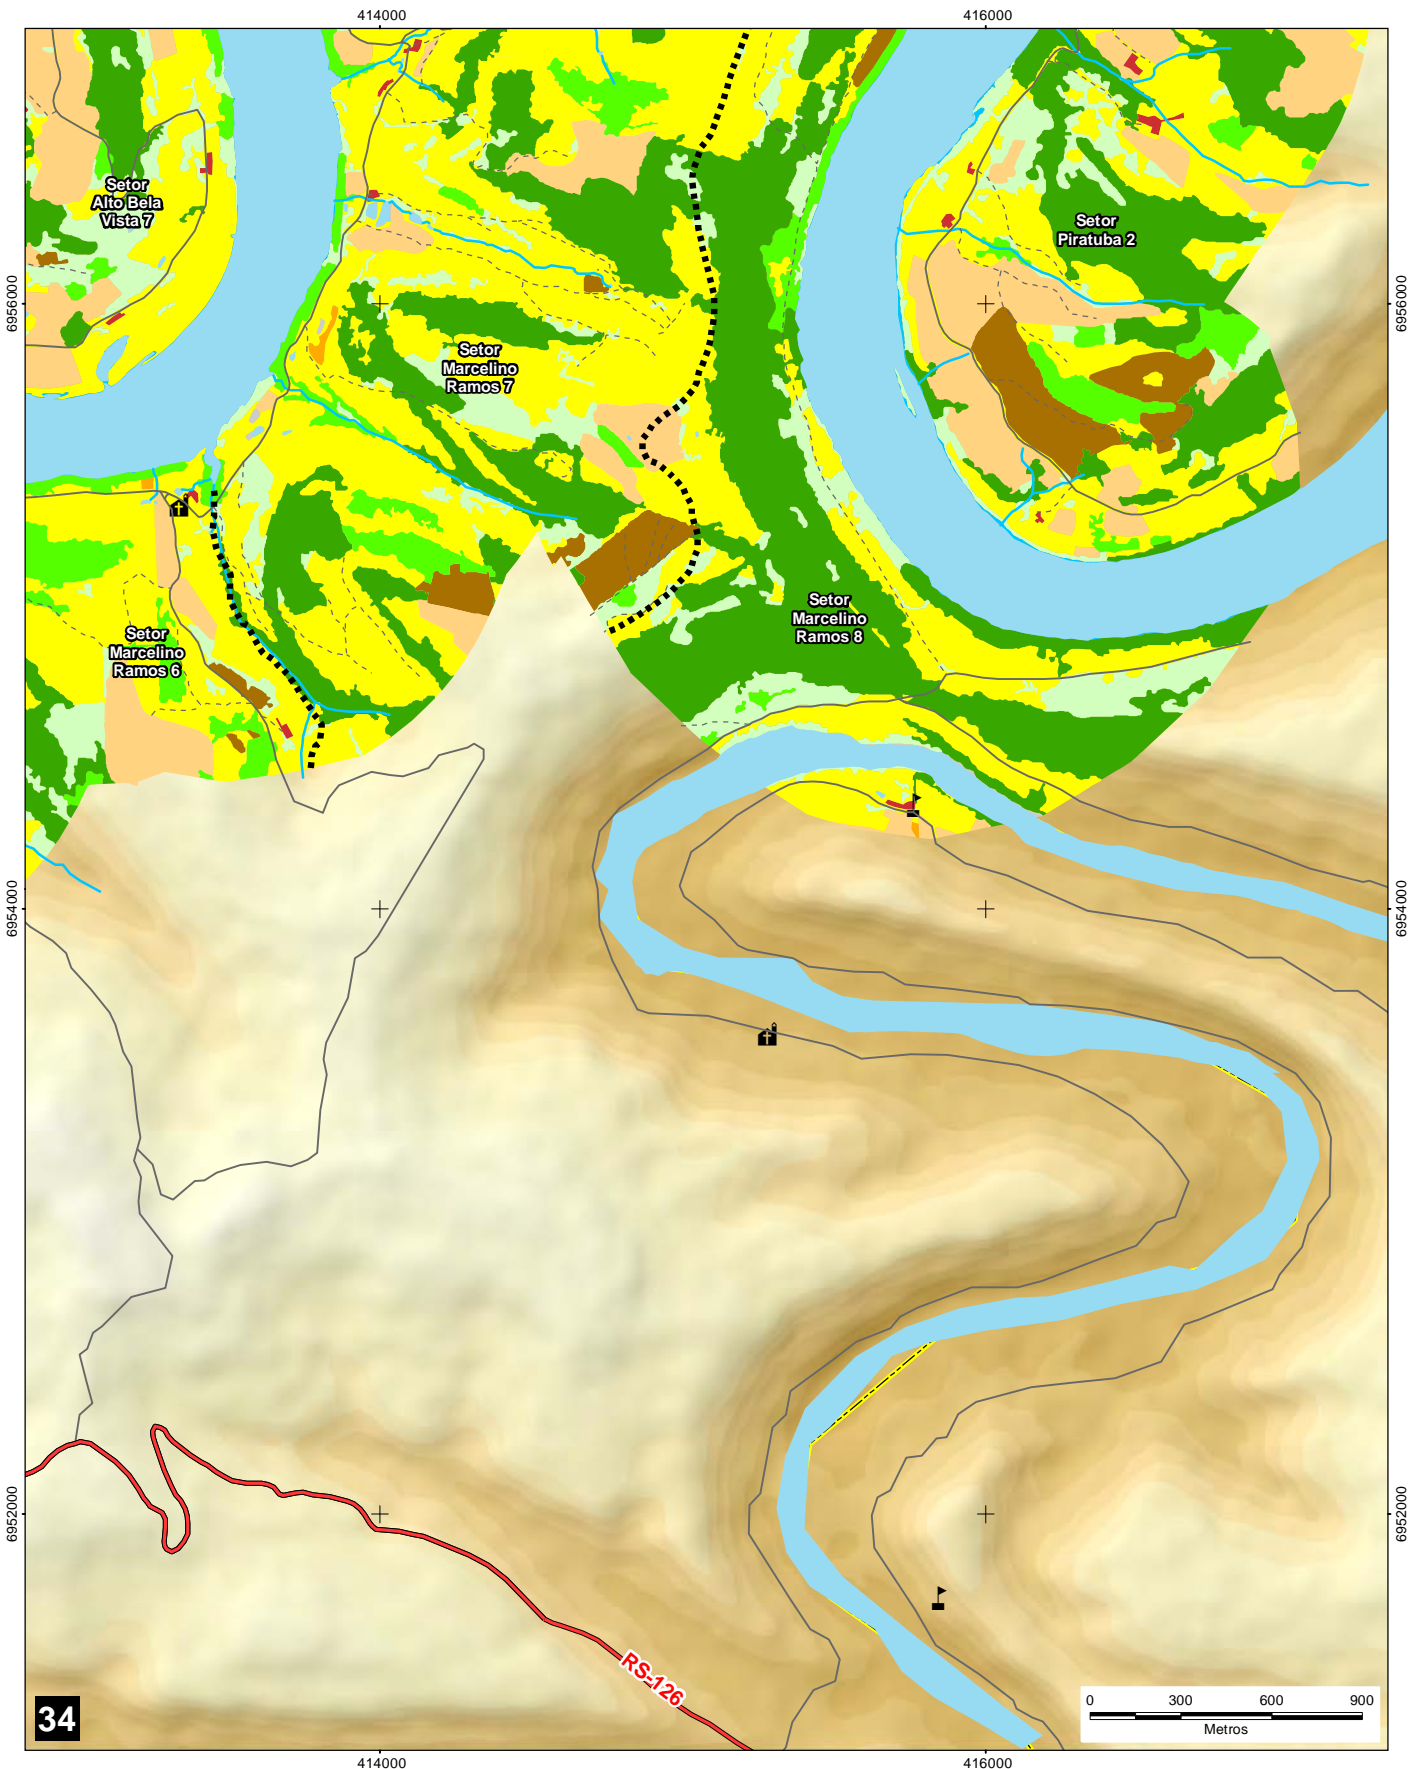 414000
416000
Setor
Alto Bela
Vista 7
Setor
Piratuba 2
6956000
6956000
Setor
Marcelino
Ramos 7
Setor
Marcelino
Ramos 8
Setor
Marcelino
Ramos 6
6954000
6954000
6952000
6952000
RS-126
34
0 300 600 900
Metros
414000
416000